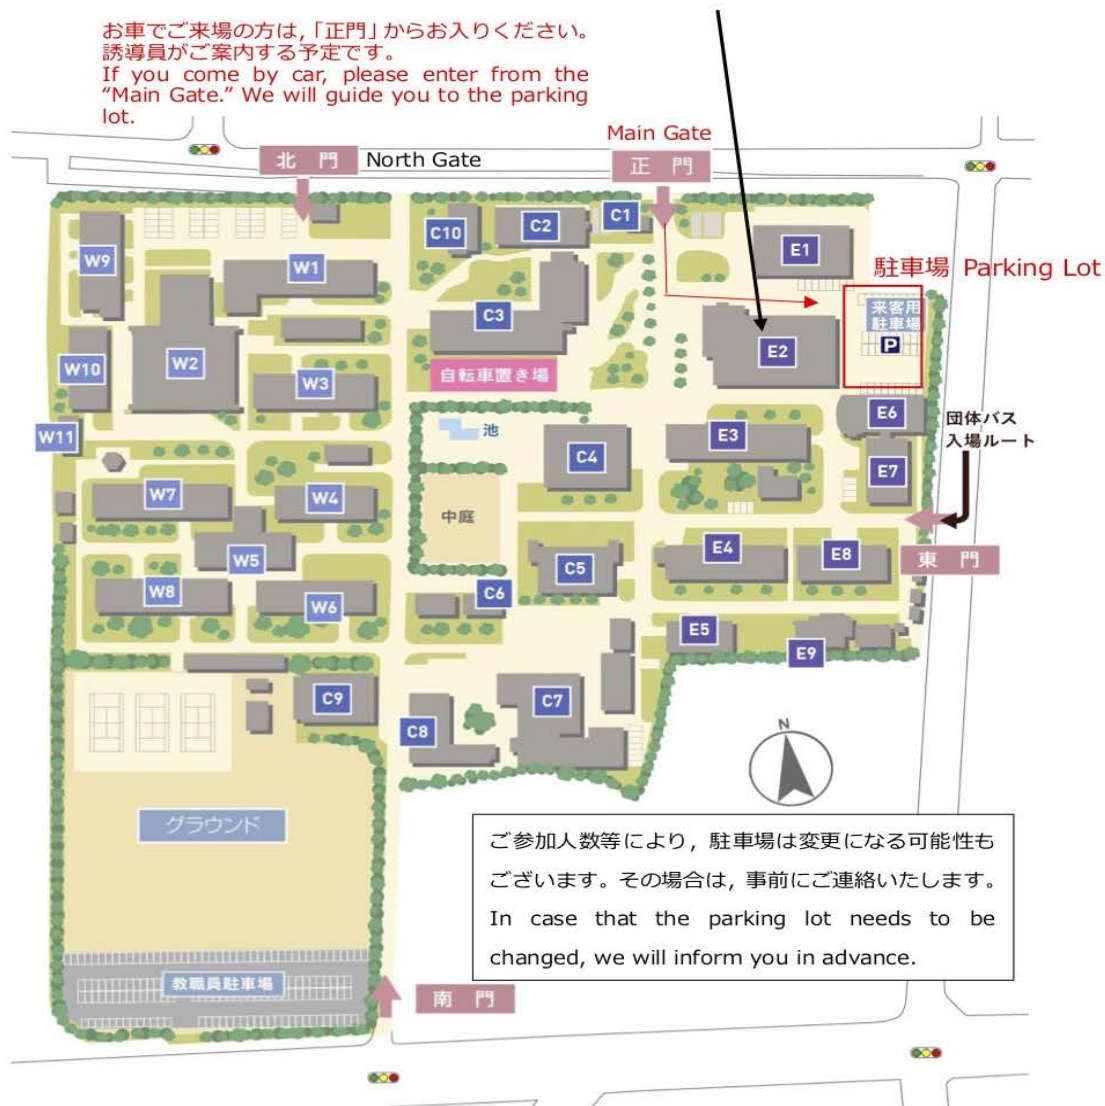 お車でご来場の方は,「正門」からお入りください。
誘導員がご案内する予定です。
If you come by car, please enter from the
“Main Gate.” We will guide you to the parking
lot.
Main Gate
北 門 North Gate
正 門
C1
C10
C2
E1
W9
W1
駐車場 Parking Lot
C3
来客用
駐車場
P
E2
W2
W10
W3
自転車置き場
E6
団体バス
入場ルート
W11
池
E3
C4
E7
W7
W4
中庭
E4
E8
W5
東 門
C5
W8
C6
W6
E5
E9
C9
C7
C8
N
グラウンド
ご参加人数等により, 駐車場は変更になる可能性も
ございます。その場合は, 事前にご連絡いたします。
In case that the parking lot needs to be
changed, we will inform you in advance.
教職員駐車場
南 門